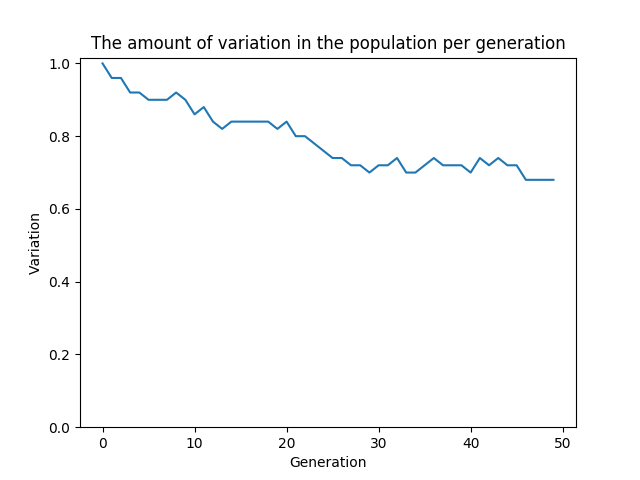 The amount of variation in the population per generation
1.0
0.8
0.6
0.4
0.2
0.0
Variation
0 10 20 30 40 50
Generation